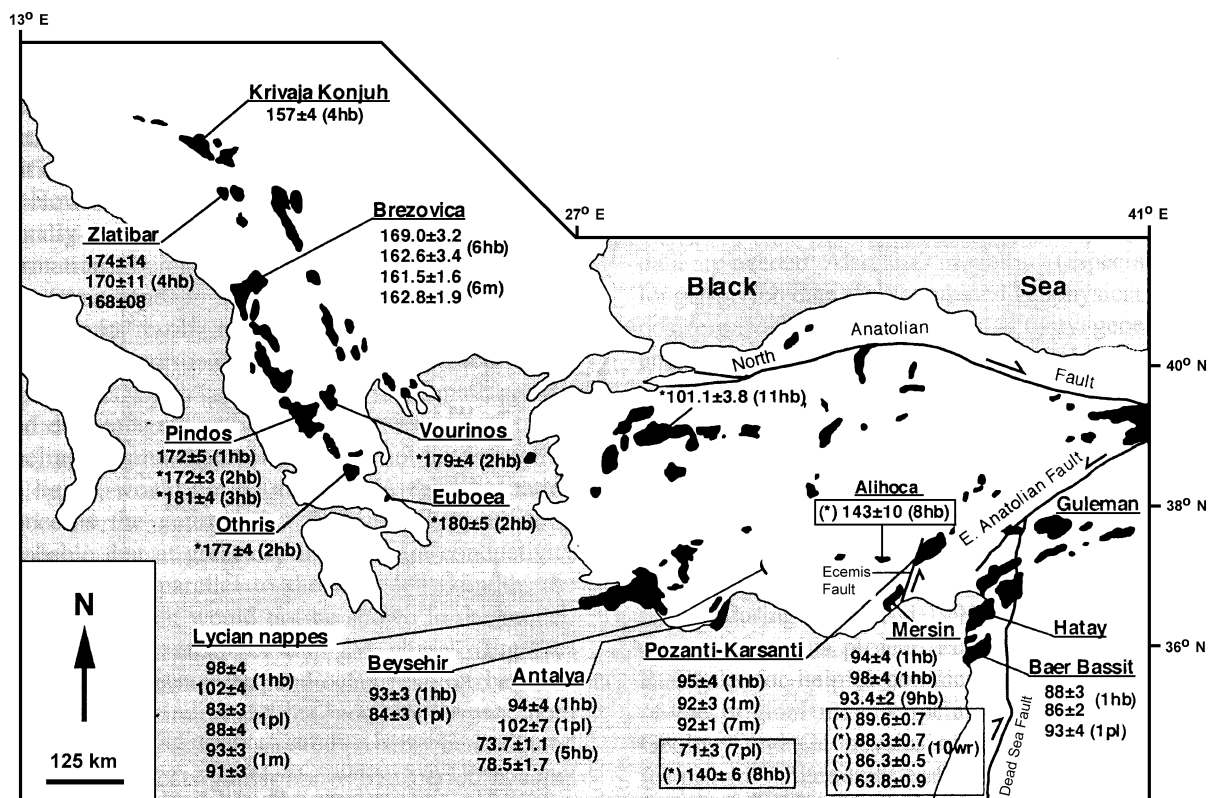 13° E
Krivaja Konjuh
157±4 (4hb)
Brezovica
169.0±3.2
162.6±3.4
(6hb)
161.5±1.6
162.8±1.9
(6m)
Zlatibar
174±14
170±11 (4hb)
168±08
27° E
41° E
Black Sea
North Anatolian Fault
40° N
*101.1±3.8 (11hb)
Pindos
172±5 (1hb)
*172±3 (2hb)
*181±4 (3hb)
Vourinos
*179±4 (2hb)
Euboea
*180±5 (2hb)
Othris
*177±4 (2hb)
Alihoca
(*) 143±10 (8hb)
E. Anatolian Fault
Guleman
38° N
Ecemis
Fault
N
125 km
Lycian nappes
98±4
102±4
(1hb)
83±3
88±4
(1pl)
93±3
91±3
(1m)
Beysehir
93±3 (1hb)
84±3 (1pl)
Antalya
94±4 (1hb)
102±7 (1pl)
73.7±1.1
78.5±1.7
(5hb)
Pozanti-Karsanti
95±4 (1hb)
92±3 (1m)
92±1 (7m)
71±3 (7pl)
(*) 140± 6 (8hb)
Mersin
94±4 (1hb)
98±4 (1hb)
93.4±2 (9hb)
(*) 89.6±0.7
(*) 88.3±0.7
(*) 86.3±0.5
(*) 63.8±0.9
(10wr)
Hatay
36° N
Baer Bassit
88±3
86±2
(1hb)
93±4 (1pl)
Dead Sea Fault